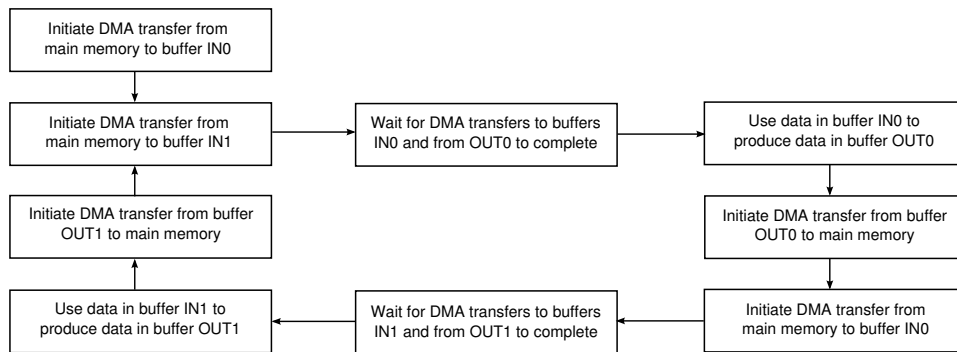 Initiate DMA transfer from
main memory to buffer IN0
Initiate DMA transfer from
main memory to buffer IN1
Wait for DMA transfers to buffers
IN0 and from OUT0 to complete
Use data in buffer IN0 to
produce data in buffer OUT0
Initiate DMA transfer from buffer
OUT1 to main memory
Initiate DMA transfer from buffer
OUT0 to main memory
Use data in buffer IN1 to
produce data in buffer OUT1
Wait for DMA transfers to buffers
IN1 and from OUT1 to complete
Initiate DMA transfer from
main memory to buffer IN0